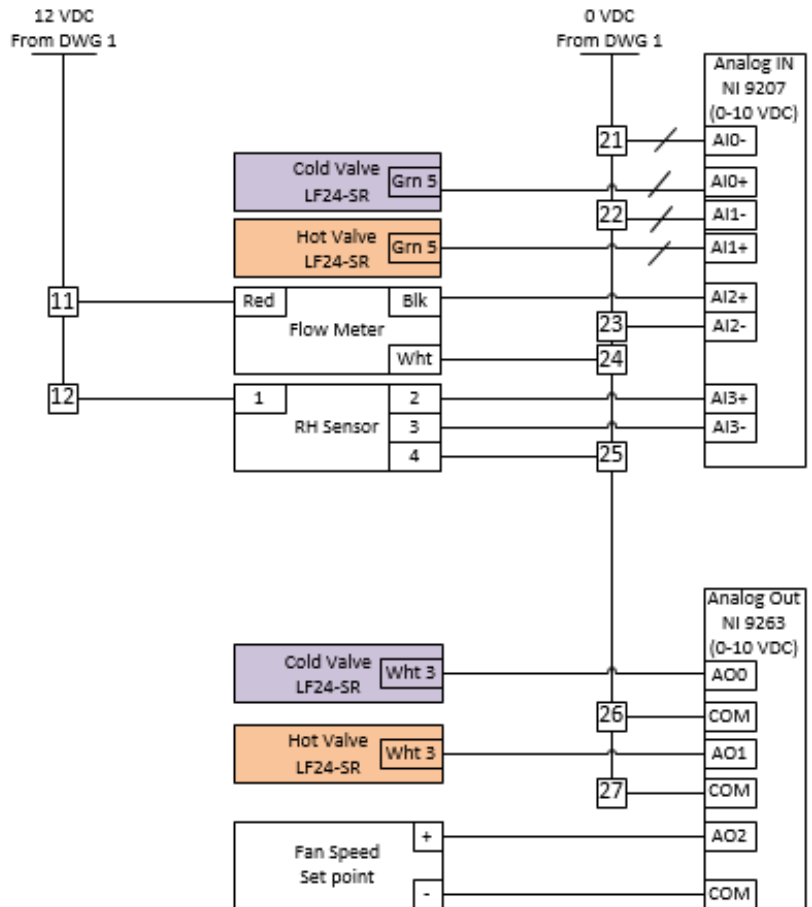 12 VDC
From DWG 1
0 VDC
From DWG 1
Analog IN
NI 9207
(0-10 VDC)
21
AI0-
Cold Valve
LF24-SR
Grn 5
AI0+
22
AI1-
Hot Valve
LF24-SR
Grn 5
AI1+
11
Red
Blk
AI2+
Flow Meter
23
AI2-
Wht
24
12
1
2
AI3+
RH Sensor
3
AI3-
4
25
Analog Out
NI 9263
(0-10 VDC)
Cold Valve
LF24-SR
Wht 3
AO0
26
COM
Hot Valve
LF24-SR
Wht 3
AO1
27
COM
Fan Speed
Set point
+
AO2
-
COM